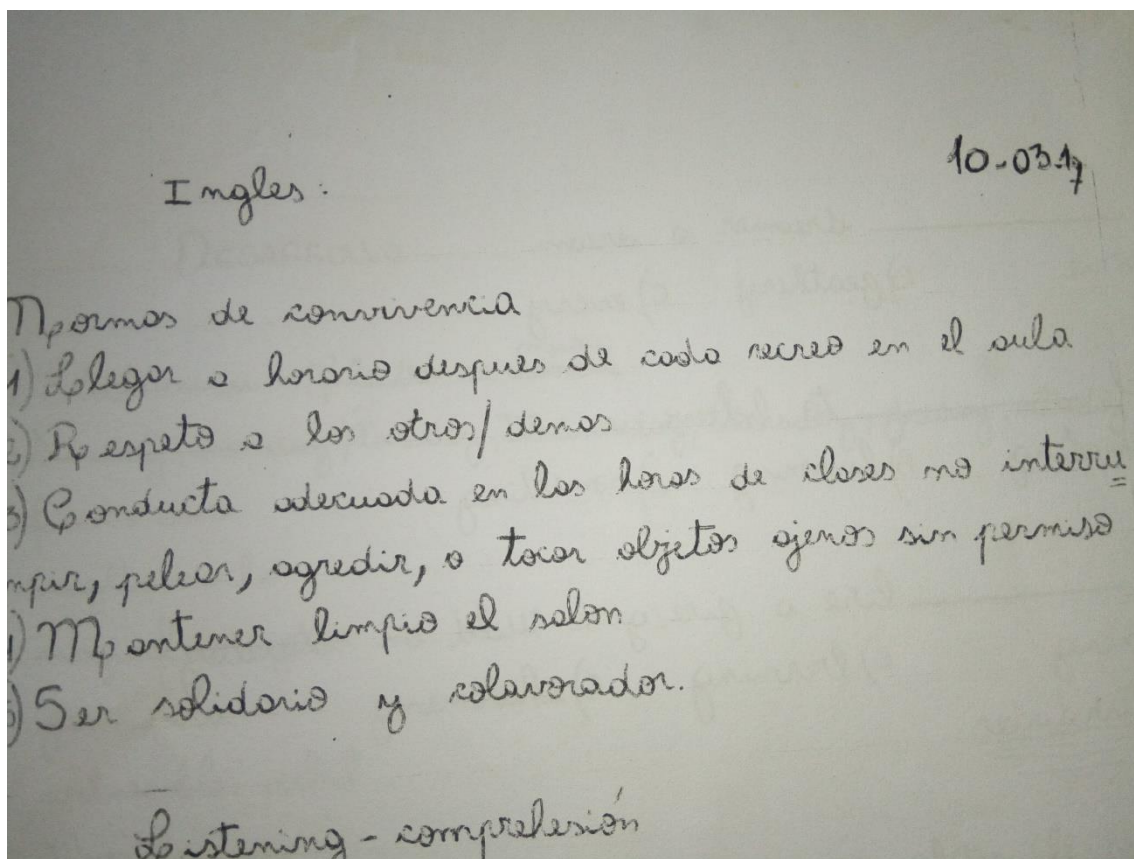 10-03-17
Ingles:
Normas de convivencia
1) Llegar a horario despues de cada recreo en el aula
2) Respeto a los otros/demas
3) Conducta adecuada en las horas de clases no interru
mpir, pelear, agredir, o tocar objetos ajenos sin permiso
4) Mantener limpio el salon
5) Ser solidario y colavorador.
Listening - comprehesión